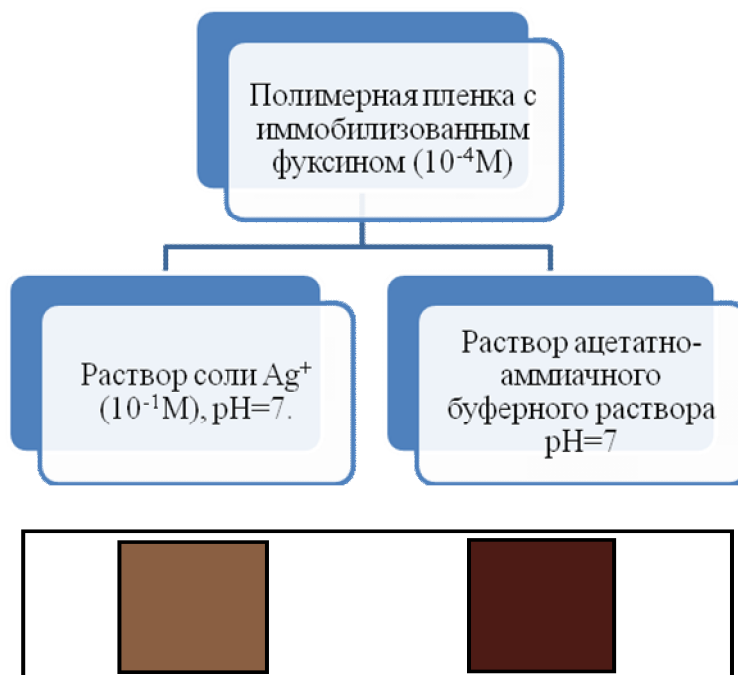 Полимерная пленка с
иммобилизованным
фуксином (10⁻⁴М)
Раствор соли Ag⁺
(10⁻¹М), pH=7.
Раствор ацетатно-
аммиачного
буферного раствора
pH=7